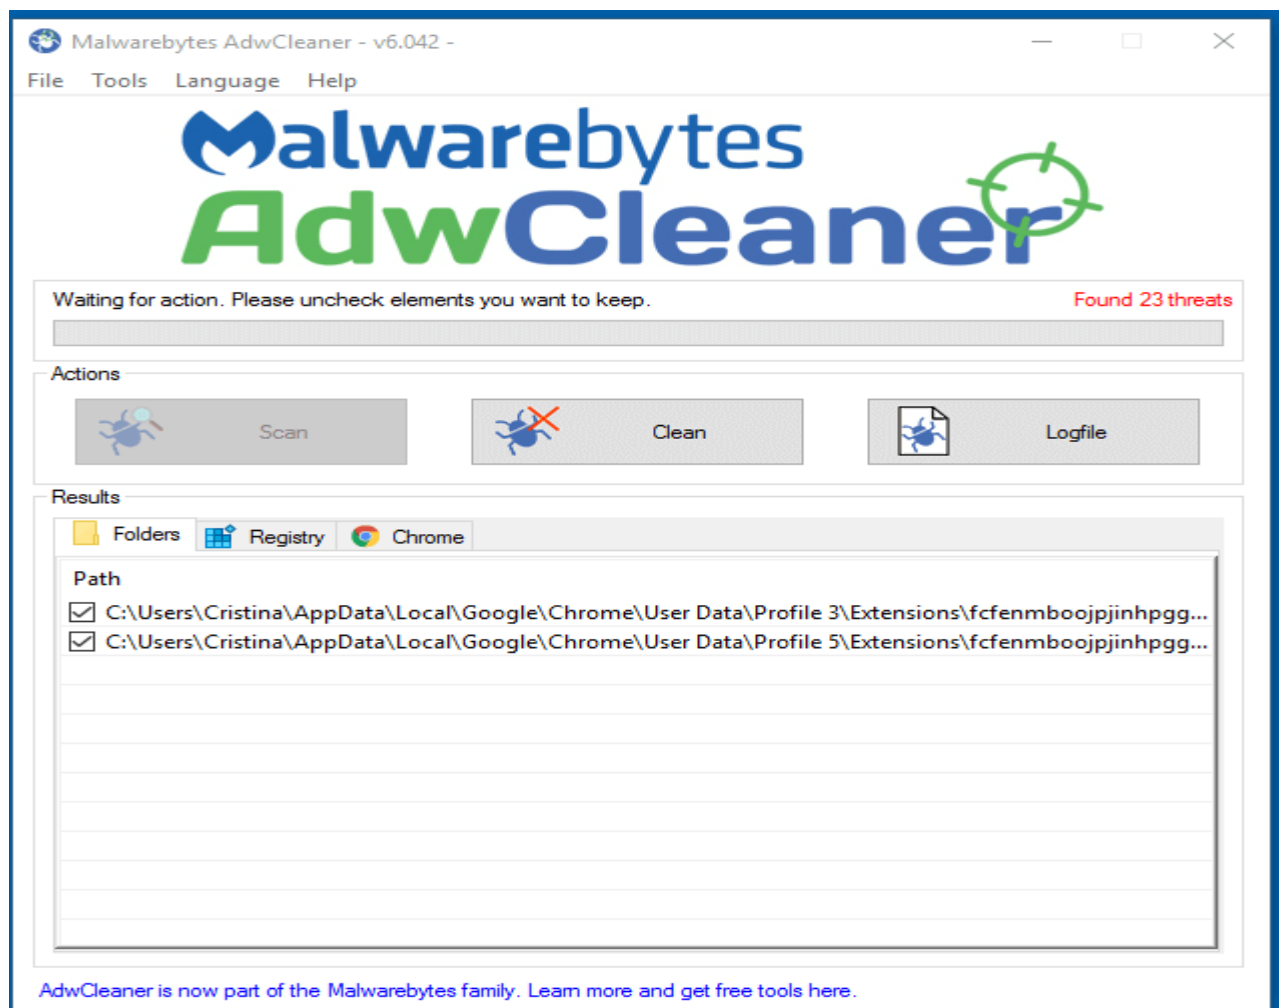 Malwarebytes AdwCleaner - v6.042 -
File Tools Language Help
Malwarebytes
AdwCleaner
Waiting for action. Please uncheck elements you want to keep. Found 23 threats
Actions
Scan Clean Logfile
Results
Folders Registry Chrome
Path
C:\Users\Cristina\AppData\Local\Google\Chrome\User Data\Profile 3\Extensions\fcfenmboojpjinhpgg...
C:\Users\Cristina\AppData\Local\Google\Chrome\User Data\Profile 5\Extensions\fcfenmboojpjinhpgg...
AdwCleaner is now part of the Malwarebytes family. Learn more and get free tools here.